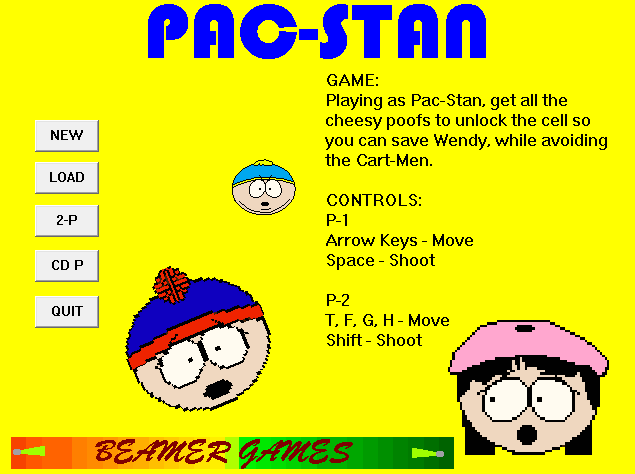 PAC-STAN
GAME:
Playing as Pac-Stan, get all the
cheesy poofs to unlock the cell so
you can save Wendy, while avoiding
the Cart-Men.
CONTROLS:
P-1
Arrow Keys - Move
Space - Shoot
P-2
T, F, G, H - Move
Shift - Shoot
NEW
LOAD
2-P
CD P
QUIT
BEAMER GAMES